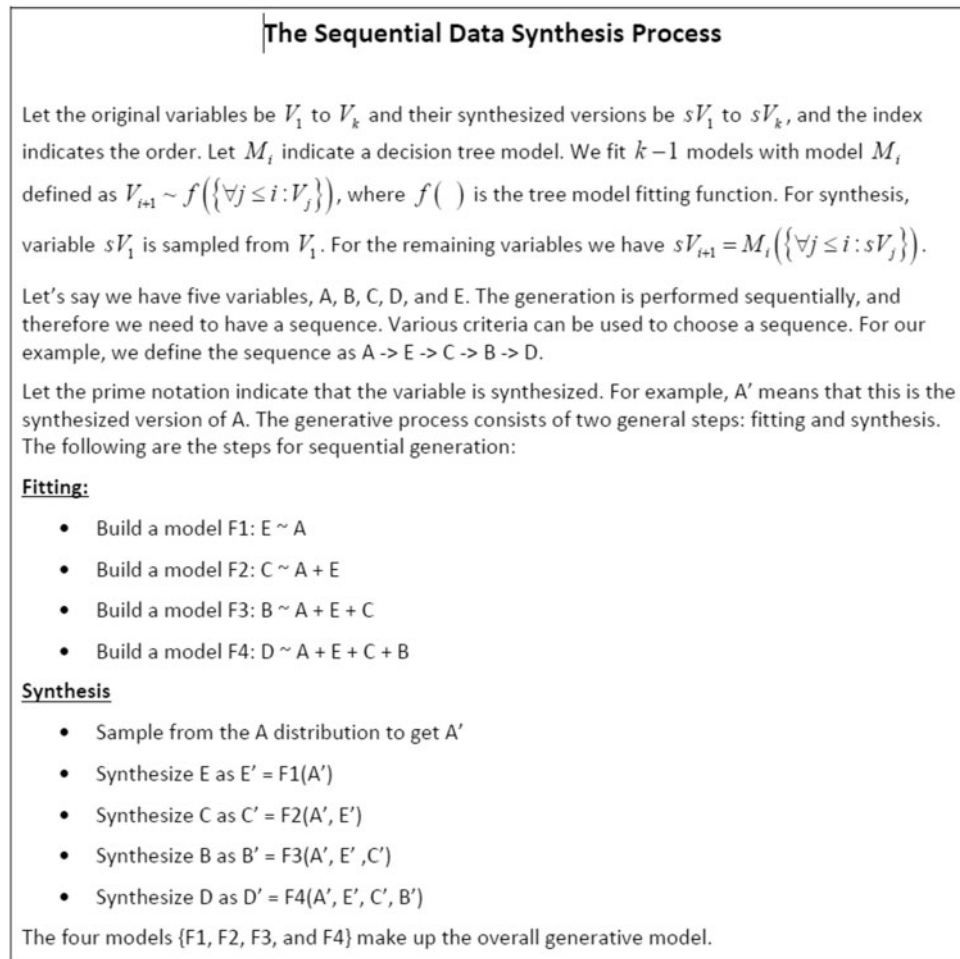 The Sequential Data Synthesis Process
Let the original variables be V₁ to Vₖ and their synthesized versions be sV₁ to sVₖ, and the index
indicates the order. Let Mᵢ indicate a decision tree model. We fit k−1 models with model Mᵢ
defined as Vᵢ₊₁ ~ f({∀j≤i:Vⱼ}), where f( ) is the tree model fitting function. For synthesis,
variable sV₁ is sampled from V₁. For the remaining variables we have sVᵢ₊₁ = Mᵢ({∀j≤i:sVⱼ}).
Let's say we have five variables, A, B, C, D, and E. The generation is performed sequentially, and
therefore we need to have a sequence. Various criteria can be used to choose a sequence. For our
example, we define the sequence as A -> E -> C -> B -> D.
Let the prime notation indicate that the variable is synthesized. For example, A′ means that this is the
synthesized version of A. The generative process consists of two general steps: fitting and synthesis.
The following are the steps for sequential generation:
Fitting:
• Build a model F1: E ~ A
• Build a model F2: C ~ A + E
• Build a model F3: B ~ A + E + C
• Build a model F4: D ~ A + E + C + B
Synthesis
• Sample from the A distribution to get A′
• Synthesize E as E′ = F1(A′)
• Synthesize C as C′ = F2(A′, E′)
• Synthesize B as B′ = F3(A′, E′ ,C′)
• Synthesize D as D′ = F4(A′, E′, C′, B′)
The four models {F1, F2, F3, and F4} make up the overall generative model.